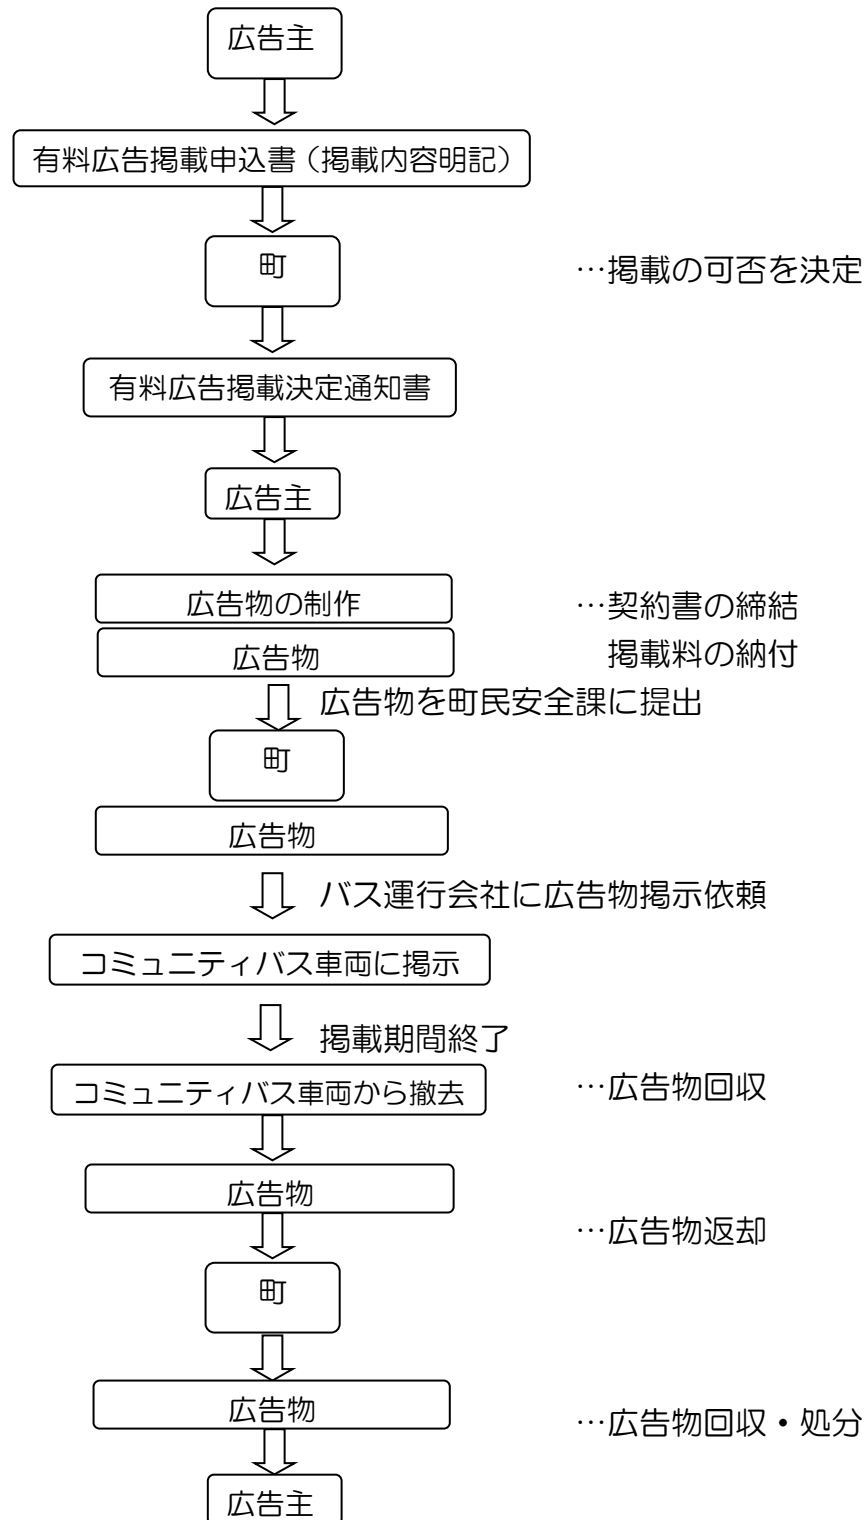 広告主
有料広告掲載申込書（掲載内容明記）
町
…掲載の可否を決定
有料広告掲載決定通知書
広告主
広告物の制作
…契約書の締結
広告物
掲載料の納付
広告物を町民安全課に提出
町
広告物
バス運行会社に広告物掲示依頼
コミュニティバス車両に掲示
掲載期間終了
コミュニティバス車両から撤去
…広告物回収
広告物
…広告物返却
町
広告物
…広告物回収・処分
広告主